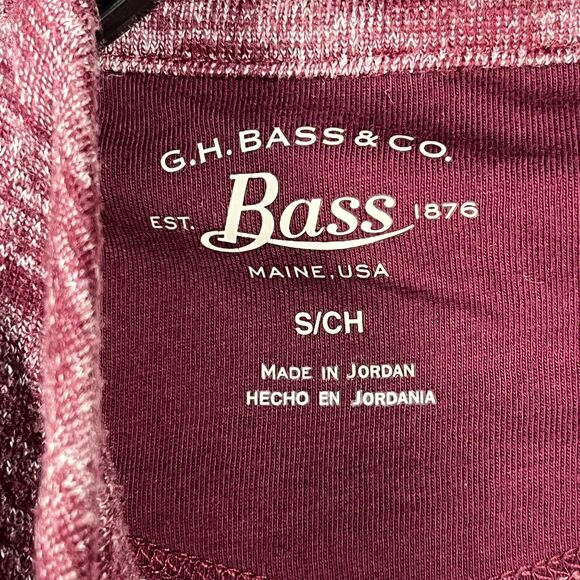 G.H. BASS & CO.
EST. Bass 1876
MAINE, USA
S/CH
MADE IN JORDAN
HECHO EN JORDANIA